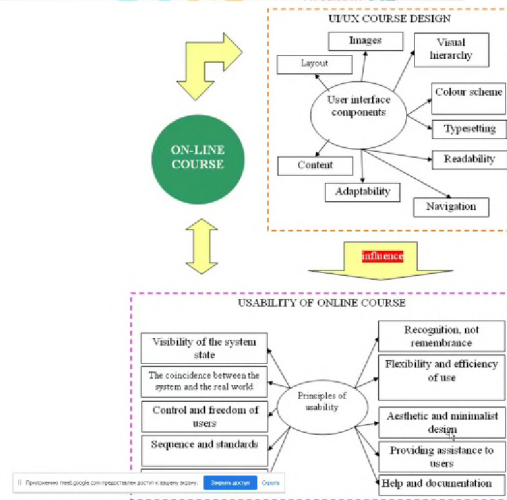 UI/UX COURSE DESIGN
Images
Visual
hierarchy
Layout
User interface
components
Colour scheme
Typesetting
Readability
Content
Adaptability
Navigation
ON-LINE
COURSE
influence
USABILITY OF ONLINE COURSE
Visibility of the system
state
The coincidence between the
system and the real world
Control and freedom of
users
Sequence and standards
Principles of
usability
Recognition, not
remembrance
Flexibility and efficiency
of use
Aesthetic and minimalist
design
Providing assistance to
users
Help and documentation
Приложению meet.google.com предоставлен доступ к вашему экрану.
Закрыть доступ
Скрыть